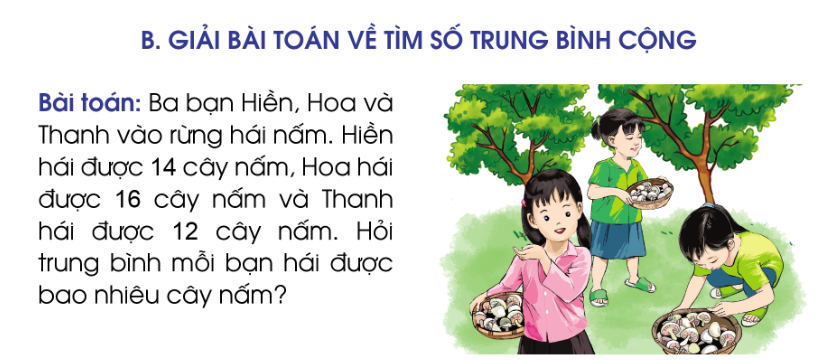 B. GIẢI BÀI TOÁN VỀ TÌM SỐ TRUNG BÌNH CỘNG
Bài toán: Ba bạn Hiền, Hoa và
Thanh vào rừng hái nấm. Hiền
hái được 14 cây nấm, Hoa hái
được 16 cây nấm và Thanh
hái được 12 cây nấm. Hỏi
trung bình mỗi bạn hái được
bao nhiêu cây nấm?